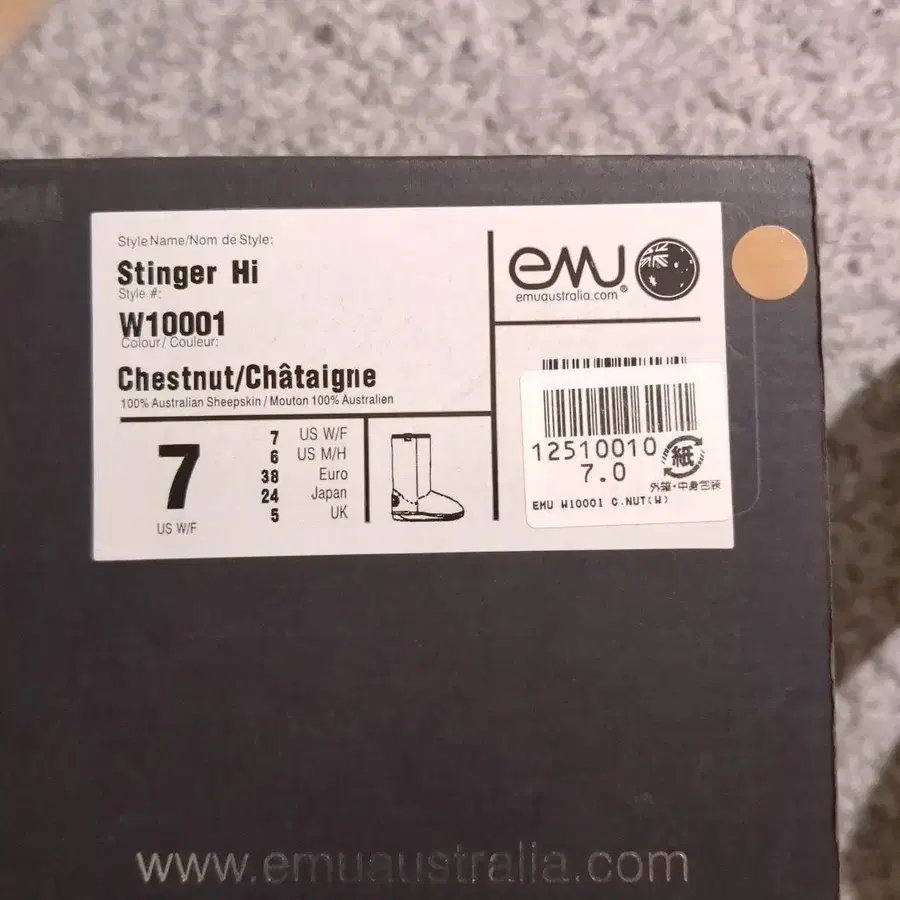 Style Name/Nom de Style:
Stinger Hi
Style #:
W10001
Colour/ Couleur:
Chestnut/Châtaigne
100% Australian Sheepskin / Mouton 100% Australien
7
US W/F
7 US W/F
6 US M/H
38 Euro
24 Japan
5 UK
emu
emuaustralia.com®
12510010
7.0
紙
外箱・中身包装
EMU W10001 C.NUT(W)
www.emuaustralia.com